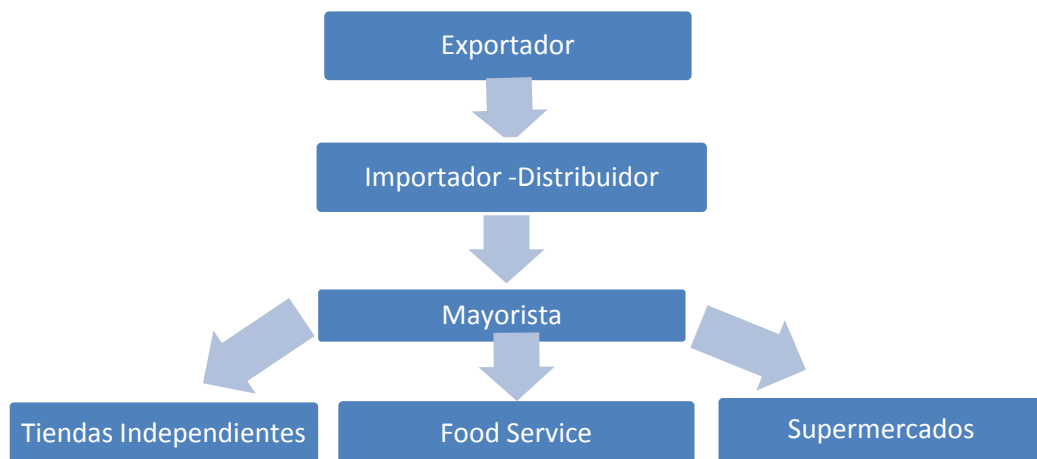 Exportador
Importador -Distribuidor
Mayorista
Tiendas Independientes
Food Service
Supermercados